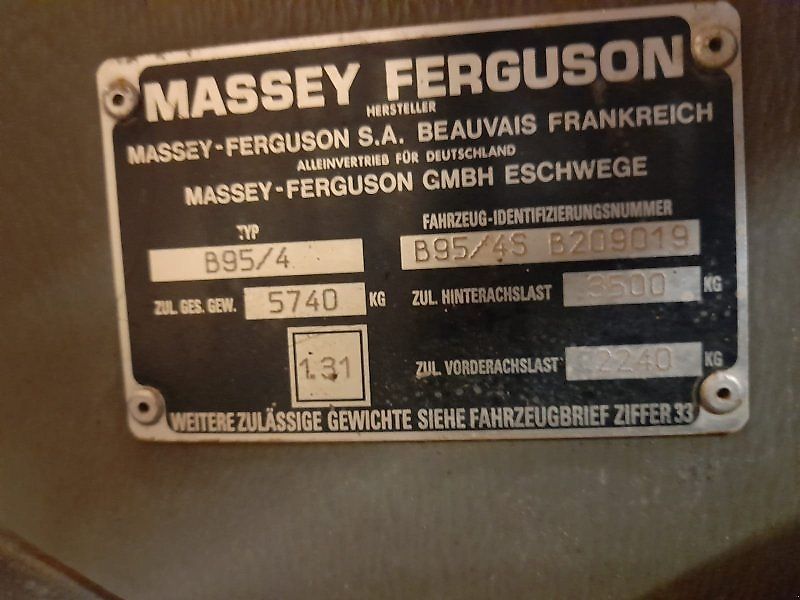 MASSEY FERGUSON
HERSTELLER
MASSEY-FERGUSON S.A. BEAUVAIS FRANKREICH
ALLEINVERTRIEB FÜR DEUTSCHLAND
MASSEY-FERGUSON GMBH ESCHWEGE
TYP
B95/4
FAHRZEUG-IDENTIFIZIERUNGSNUMMER
B95/4S B209019
ZUL. GES. GEW. 5740 KG
ZUL. HINTERACHSLAST 3500 KG
1.31
ZUL. VORDERACHSLAST 2240 KG
WEITERE ZULÄSSIGE GEWICHTE SIEHE FAHRZEUGBRIEF ZIFFER 33